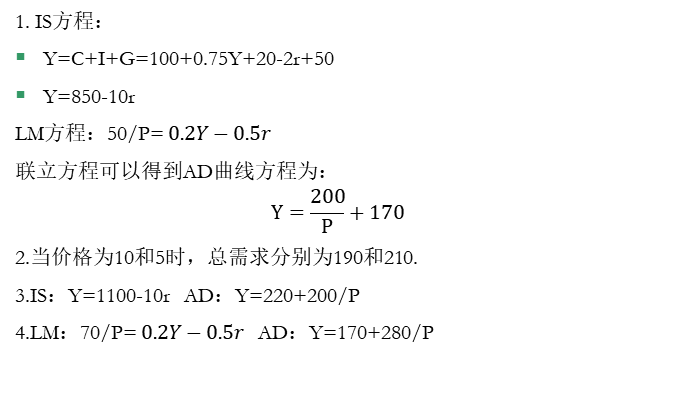 1. IS方程：
▪ Y=C+I+G=100+0.75Y+20-2r+50
▪ Y=850-10r
LM方程：50/P= 0.2Y − 0.5r
联立方程可以得到AD曲线方程为：
Y = 200/P + 170
2.当价格为10和5时，总需求分别为190和210.
3.IS：Y=1100-10r AD：Y=220+200/P
4.LM：70/P= 0.2Y − 0.5r AD：Y=170+280/P